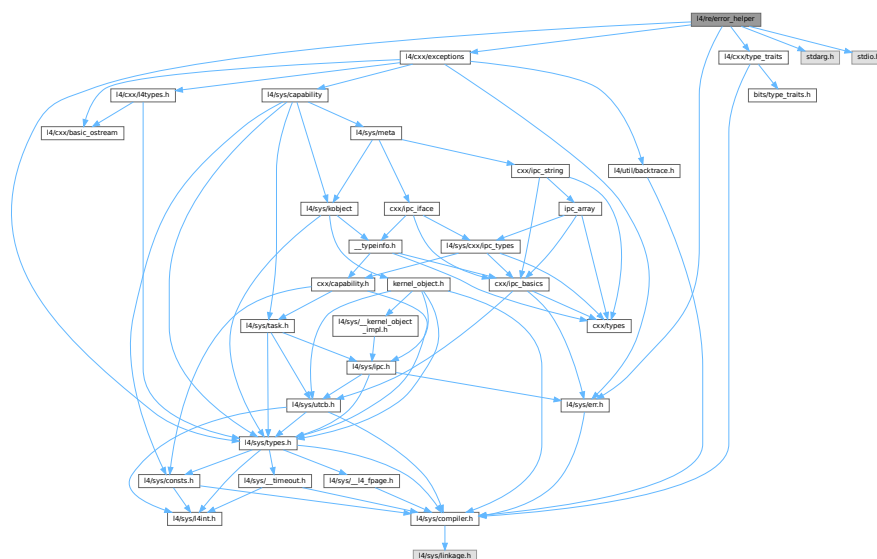 l4/re/error_helper
l4/cxx/exceptions
l4/cxx/type_traits
stdarg.h
stdio.h
l4/cxx/l4types.h
l4/sys/capability
bits/type_traits.h
l4/cxx/basic_ostream
l4/sys/meta
cxx/ipc_string
l4/util/backtrace.h
l4/sys/kobject
cxx/ipc_iface
ipc_array
__typeinfo.h
l4/sys/cxx/ipc_types
cxx/capability.h
kernel_object.h
cxx/ipc_basics
l4/sys/task.h
l4/sys/__kernel_object
_impl.h
cxx/types
l4/sys/ipc.h
l4/sys/utcb.h
l4/sys/err.h
l4/sys/types.h
l4/sys/consts.h
l4/sys/__timeout.h
l4/sys/__l4_fpage.h
l4/sys/l4int.h
l4/sys/compiler.h
l4/sys/linkage.h